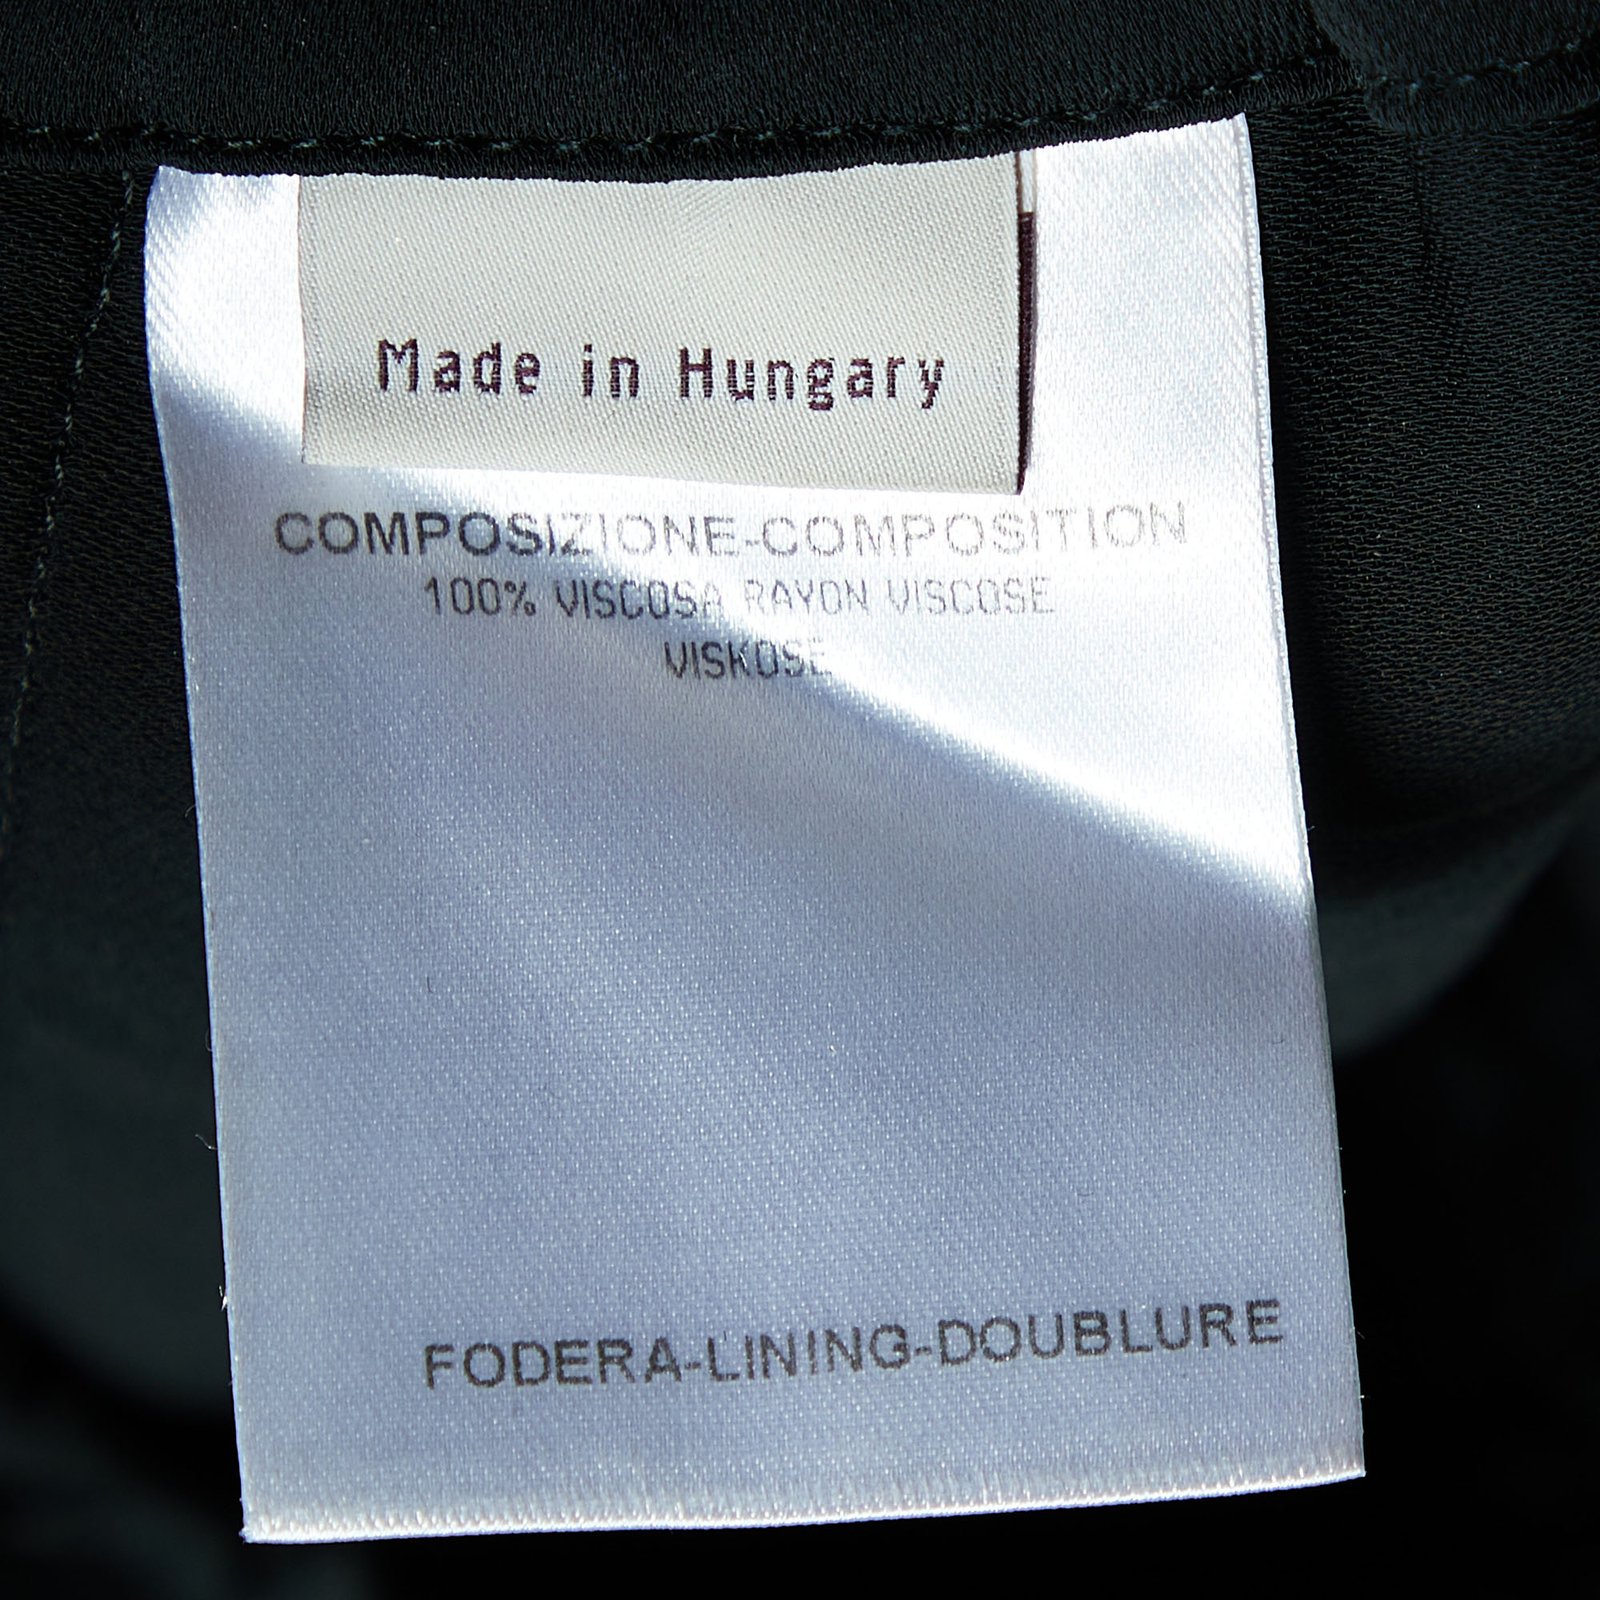 Made in Hungary
COMPOSIZIONE-COMPOSITION
100% VISCOSA RAYON VISCOSE
VISKOSE
FODERA-LINING-DOUBLURE